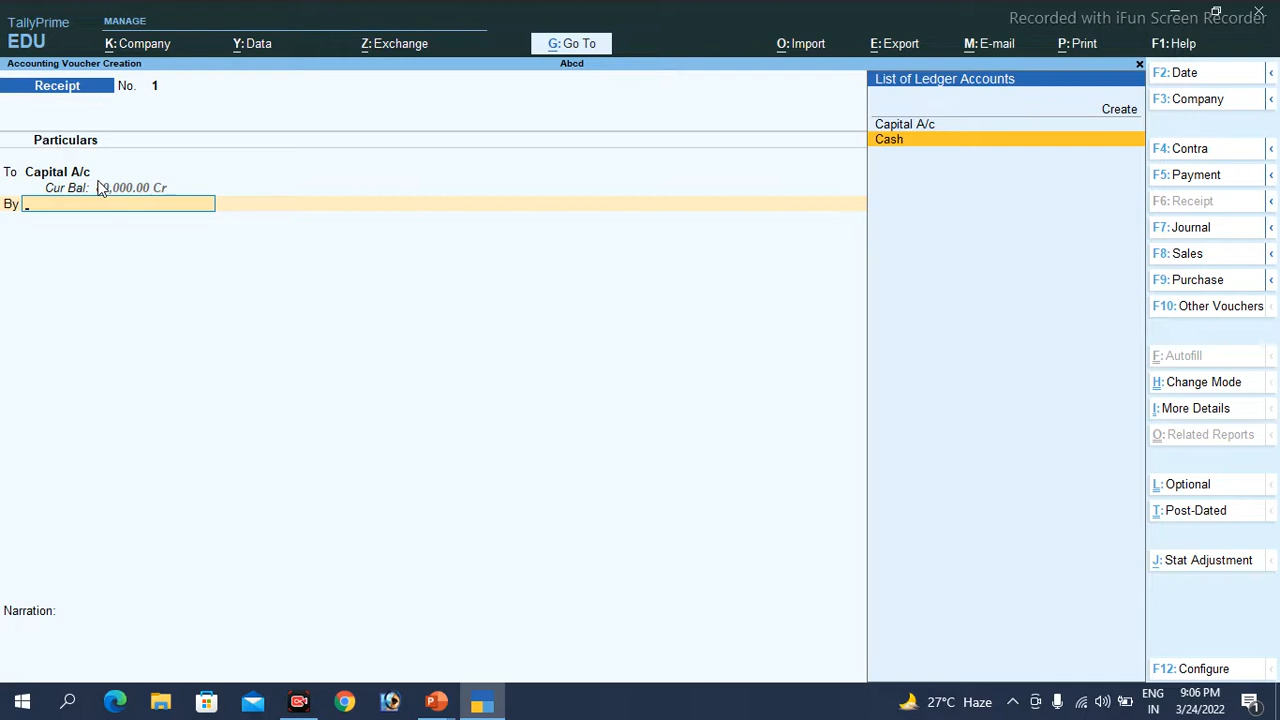 Recorded with iFun Screen Recorder
TallyPrime
EDU
MANAGE
K: Company
Y: Data
Z: Exchange
G: Go To
O: Import
E: Export
M: E-mail
P: Print
F1: Help
Accounting Voucher Creation
Abcd
Receipt No. 1
Particulars
To Capital A/c
Cur Bal: 0,000.00 Cr
By
Narration:
List of Ledger Accounts
Create
Capital A/c
Cash
F2: Date
F3: Company
F4: Contra
F5: Payment
F6: Receipt
F7: Journal
F8: Sales
F9: Purchase
F10: Other Vouchers
F: Autofill
H: Change Mode
I: More Details
O: Related Reports
L: Optional
T: Post-Dated
J: Stat Adjustment
F12: Configure
27°C Haze
ENG
IN
9:06 PM
3/24/2022
1